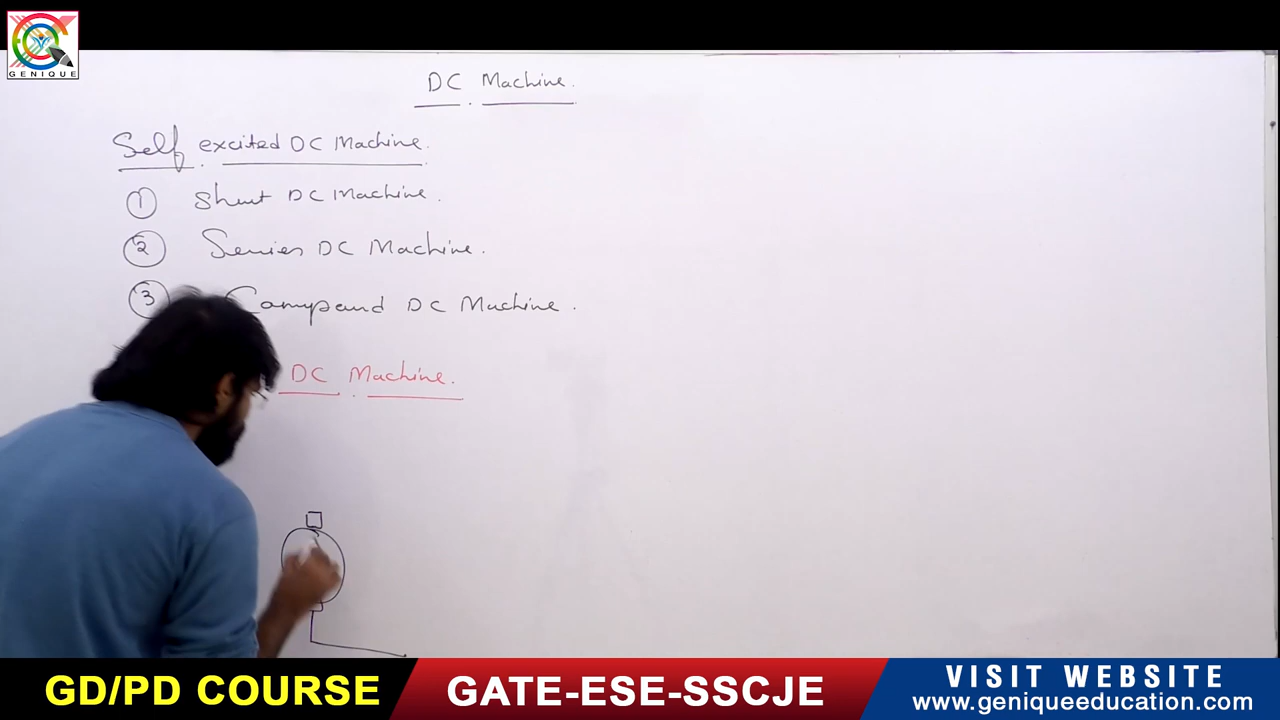 GENIQUE
DC Machine.
Self excited DC Machine.
1 Shunt DC Machine.
2 Series DC Machine.
3 Compound DC Machine.
DC Machine.
GD/PD COURSE
GATE-ESE-SSCJE
VISIT WEBSITE
www.geniqueeducation.com